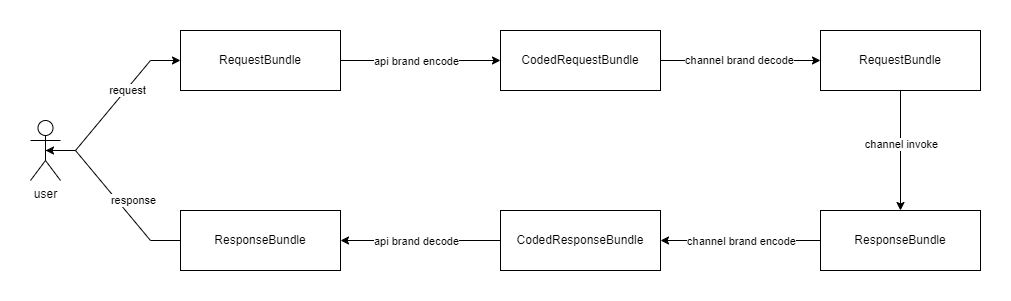 RequestBundle
api brand encode
CodedRequestBundle
channel brand decode
RequestBundle
request
channel invoke
user
response
ResponseBundle
api brand decode
CodedResponseBundle
channel brand encode
ResponseBundle